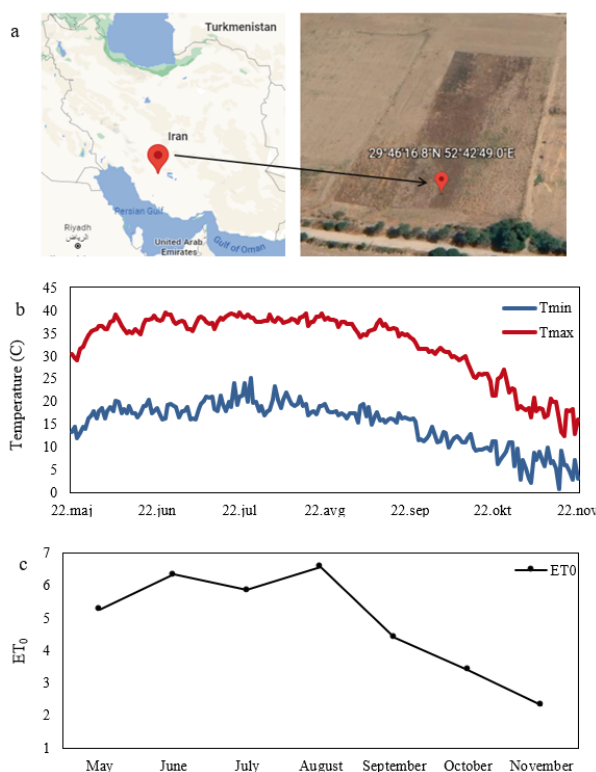 a
Turkmenistan
Iran
Persian Gulf
Riyadh
الرياض
United Arab
Emirates
Gulf of Oman
29°46'16.8"N 52°42'49.0"E
b
Temperature (C)
45
40
35
30
25
20
15
10
5
0
Tmin
Tmax
22.maj
22.jun
22.jul
22.avg
22.sep
22.okt
22.nov
c
ET0
7
6
5
4
3
2
1
ET0
May
June
July
August
September
October
November